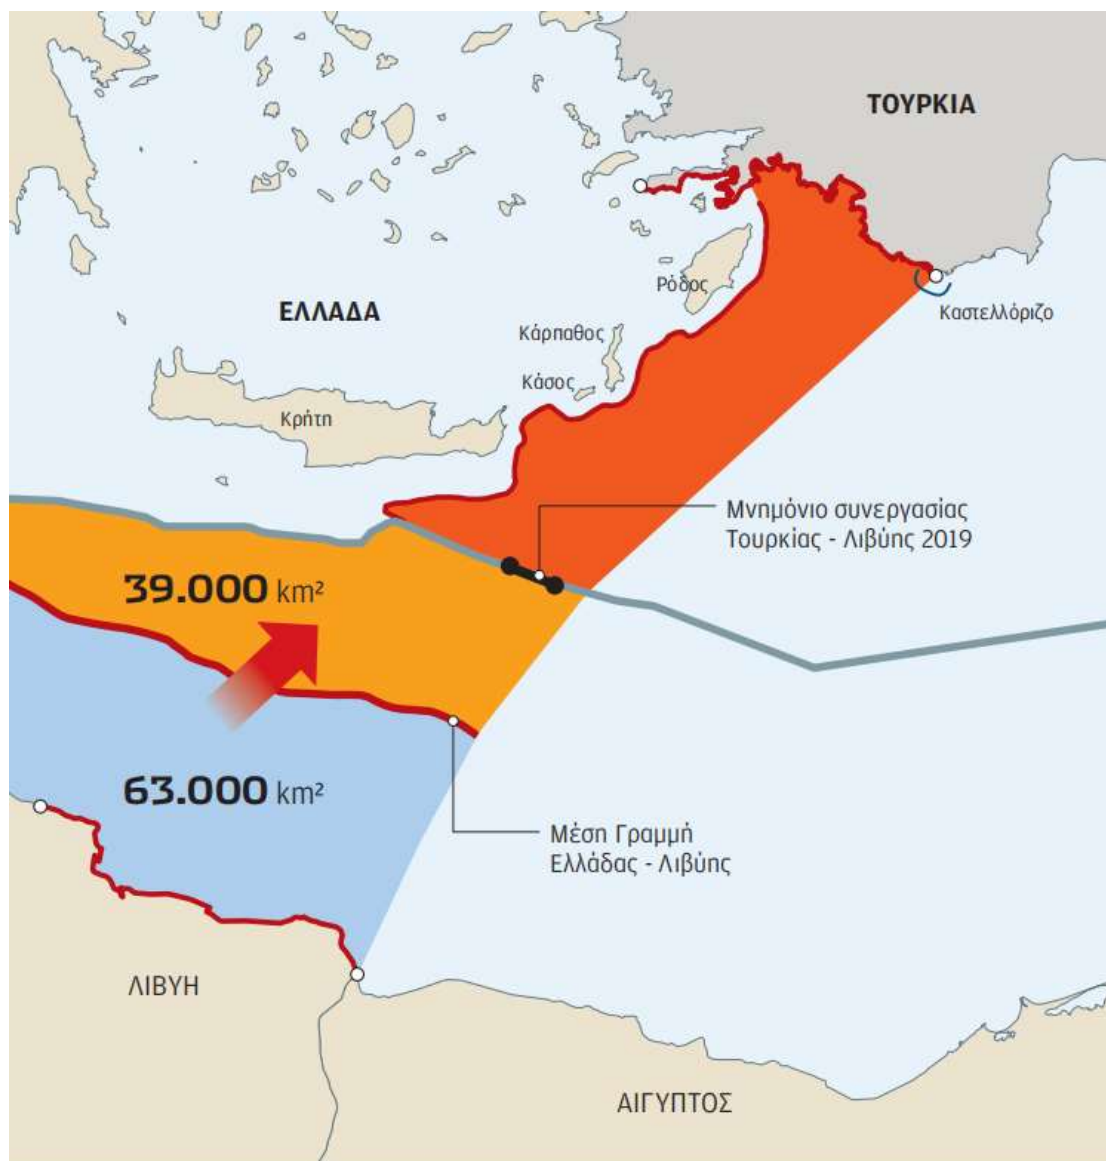 ΤΟΥΡΚΙΑ
Ρόδος
ΕΛΛΑΔΑ
Καστελλόριζο
Κάρπαθος
Κάσος
Κρήτη
Μνημόνιο συνεργασίας
Τουρκίας - Λιβύης 2019
39.000 km²
63.000 km²
Μέση Γραμμή
Ελλάδας - Λιβύης
ΛΙΒΥΗ
ΑΙΓΥΠΤΟΣ